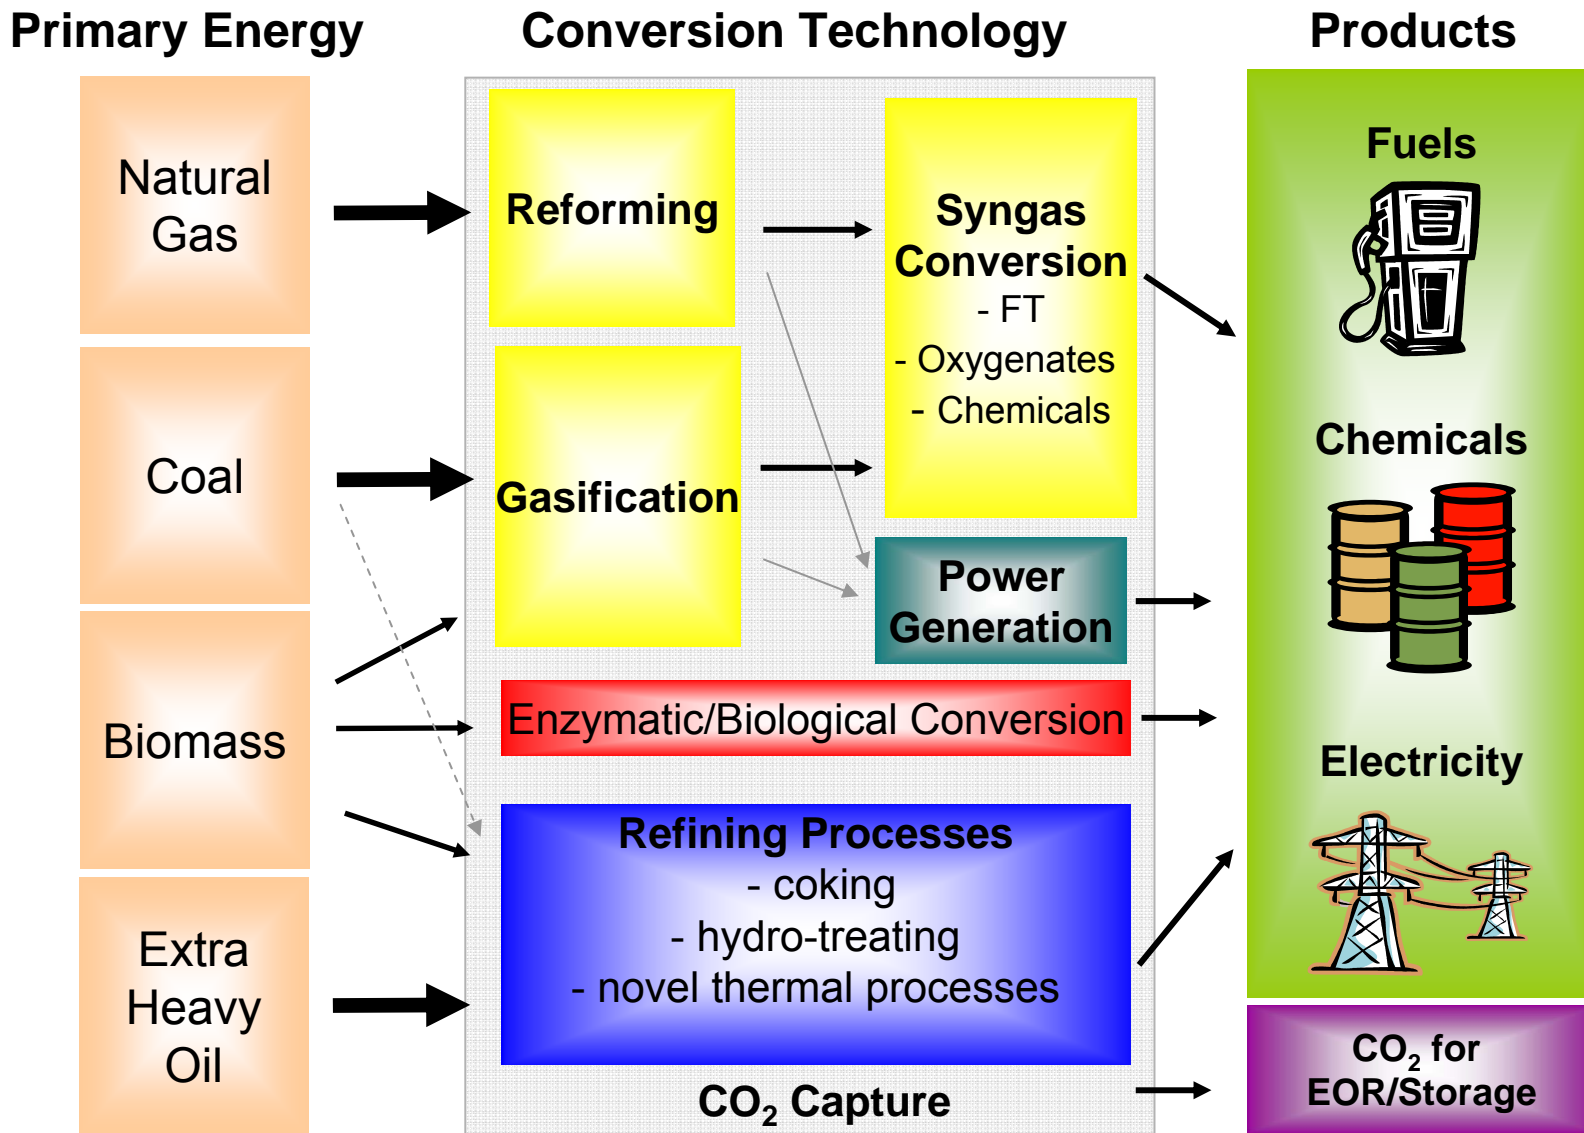 Primary Energy
Conversion Technology
Products
Natural
Gas
Coal
Biomass
Extra
Heavy
Oil
Reforming
Gasification
Syngas
Conversion
- FT
- Oxygenates
- Chemicals
Power
Generation
Enzymatic/Biological Conversion
Refining Processes
- coking
- hydro-treating
- novel thermal processes
CO₂ Capture
Fuels
Chemicals
Electricity
CO₂ for
EOR/Storage